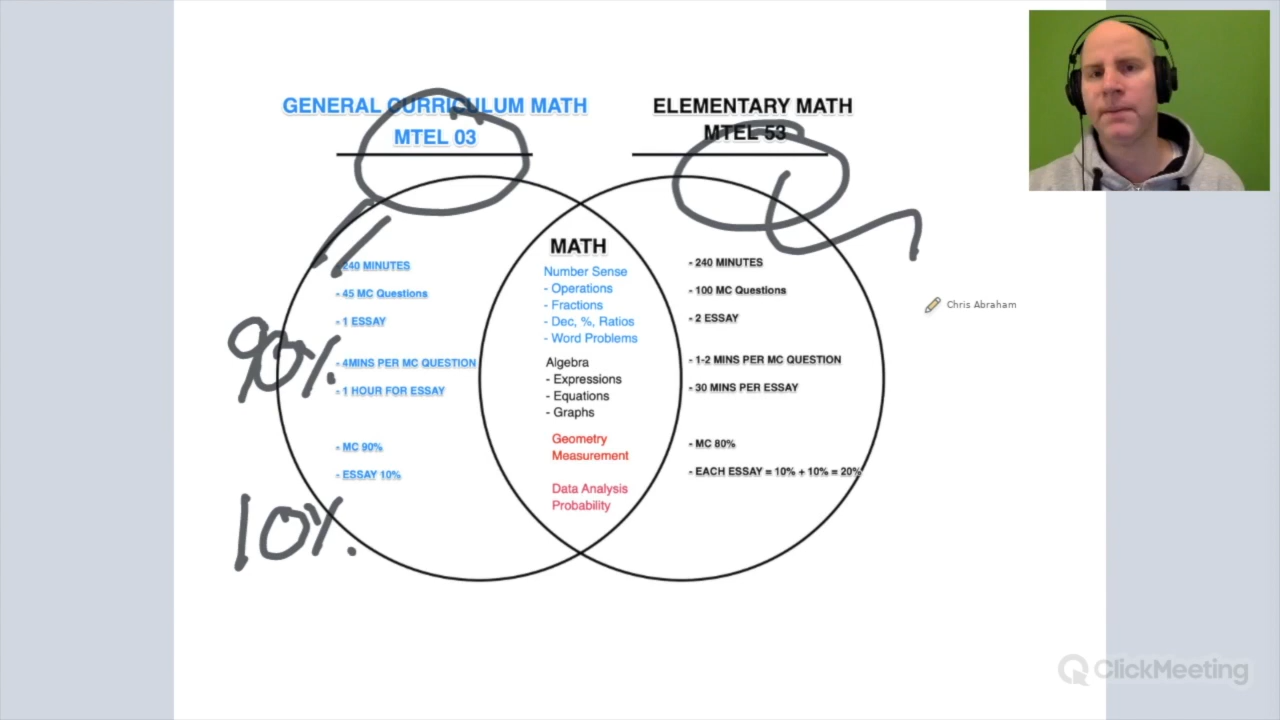 GENERAL CURRICULUM MATH
MTEL 03
- 240 MINUTES
- 45 MC Questions
- 1 ESSAY
- 4MINS PER MC QUESTION
- 1 HOUR FOR ESSAY
- MC 90%
- ESSAY 10%
90%
10%
MATH
Number Sense
- Operations
- Fractions
- Dec, %, Ratios
- Word Problems
Algebra
- Expressions
- Equations
- Graphs
Geometry
Measurement
Data Analysis
Probability
ELEMENTARY MATH
MTEL 53
- 240 MINUTES
- 100 MC Questions
- 2 ESSAY
- 1-2 MINS PER MC QUESTION
- 30 MINS PER ESSAY
- MC 80%
- EACH ESSAY = 10% + 10% = 20%
Chris Abraham
ClickMeeting